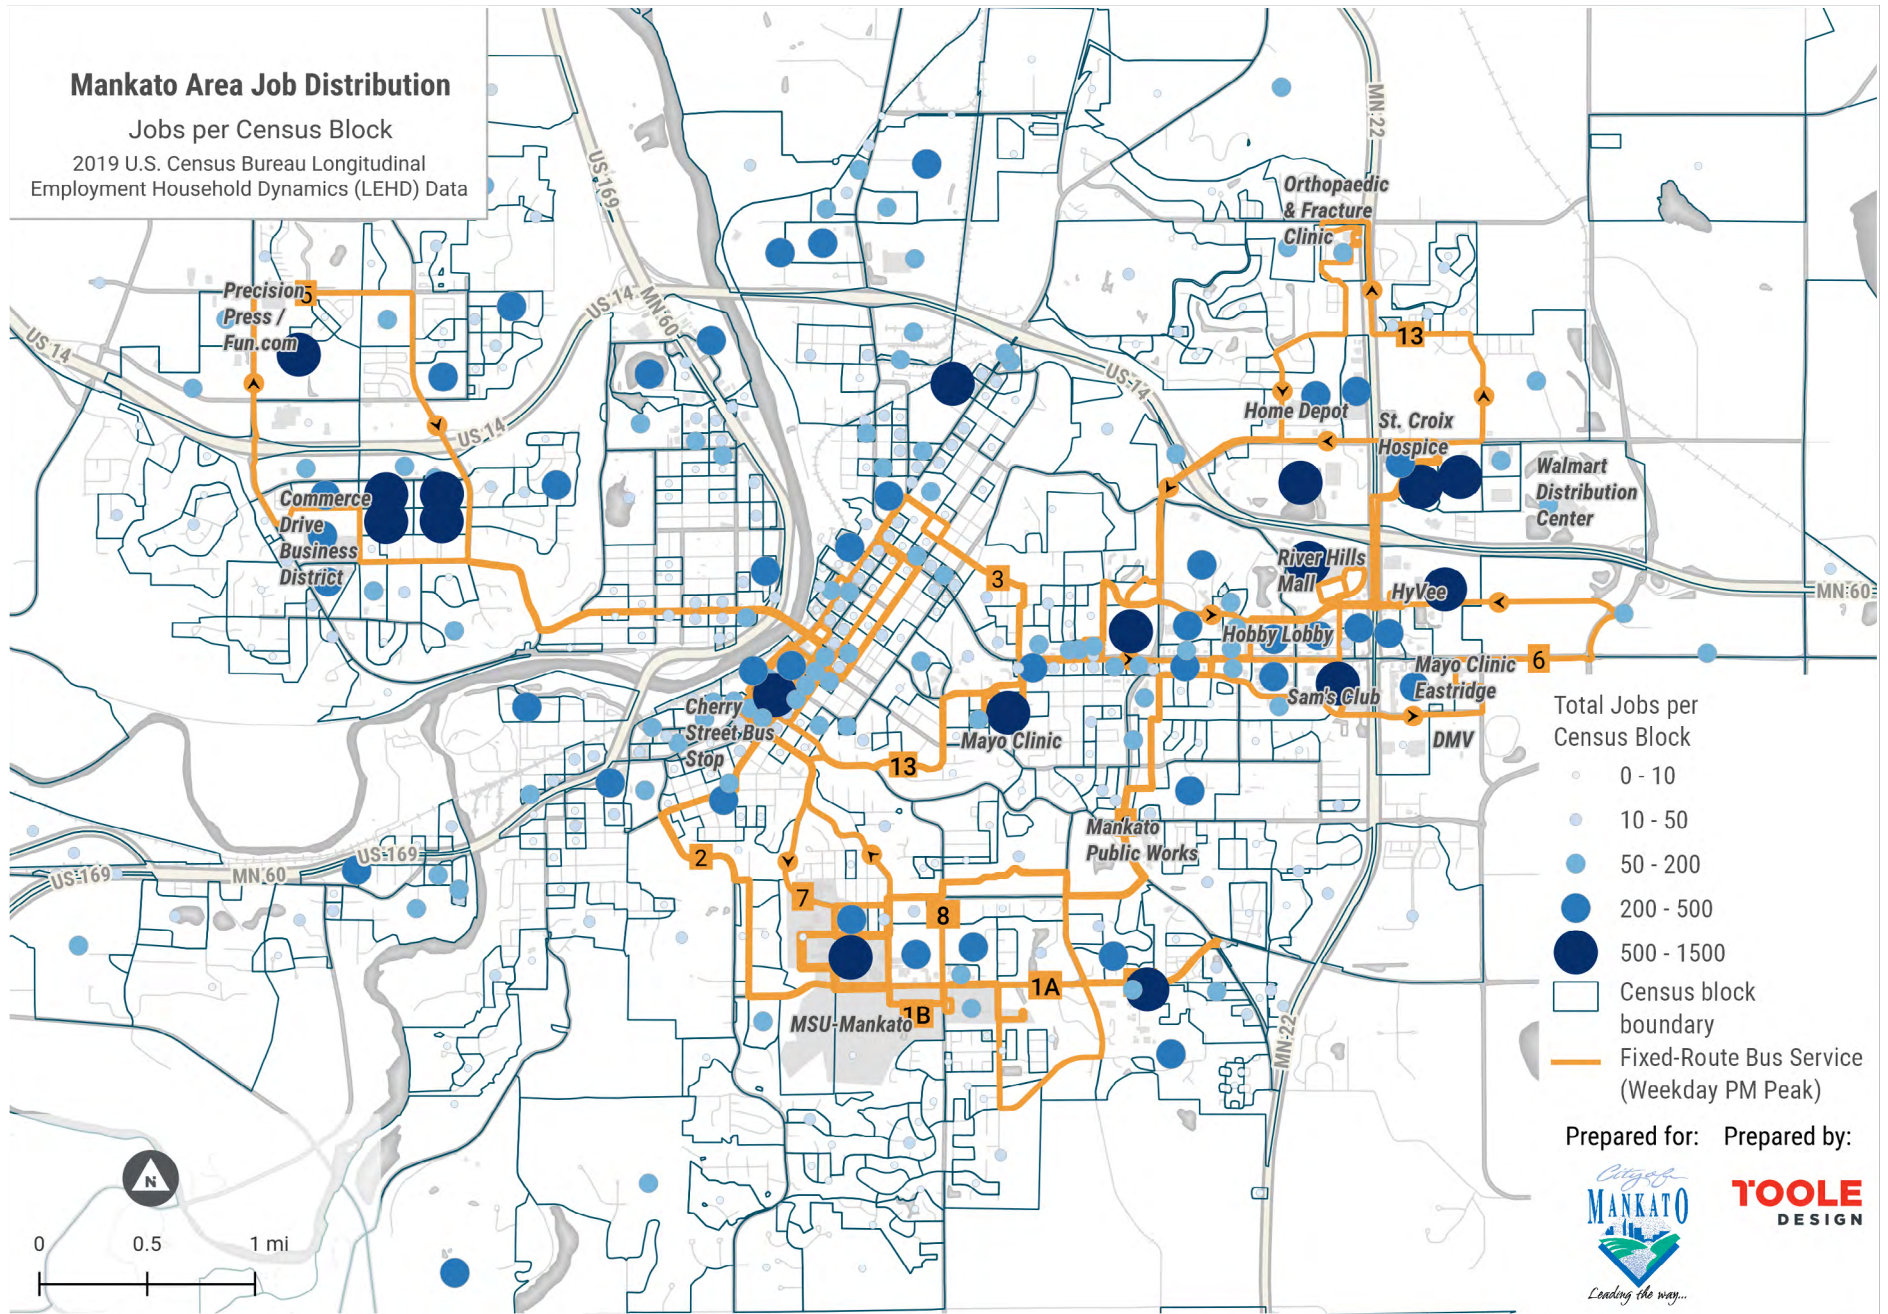 Mankato Area Job Distribution
Jobs per Census Block
2019 U.S. Census Bureau Longitudinal
Employment Household Dynamics (LEHD) Data
US 169
MN 22
Orthopaedic
& Fracture
Clinic
Precision
Press /
Fun.com
5
US 14
MN 60
US 14
US 14
US 14
13
Home Depot
St. Croix
Hospice
Walmart
Distribution
Center
Commerce
Drive
Business
District
3
River Hills
Mall
HyVee
MN 60
Hobby Lobby
6
Mayo Clinic
Eastridge
Sam's Club
DMV
Cherry
Street Bus
Stop
Mayo Clinic
13
Mankato
Public Works
US 169
MN 60
US 169
2
7
8
1A
1B
MSU-Mankato
MN 22
Total Jobs per
Census Block
0 - 10
10 - 50
50 - 200
200 - 500
500 - 1500
Census block
boundary
Fixed-Route Bus Service
(Weekday PM Peak)
Prepared for:
Prepared by:
City of
MANKATO
Leading the way...
TOOLE
DESIGN
N
0
0.5
1 mi